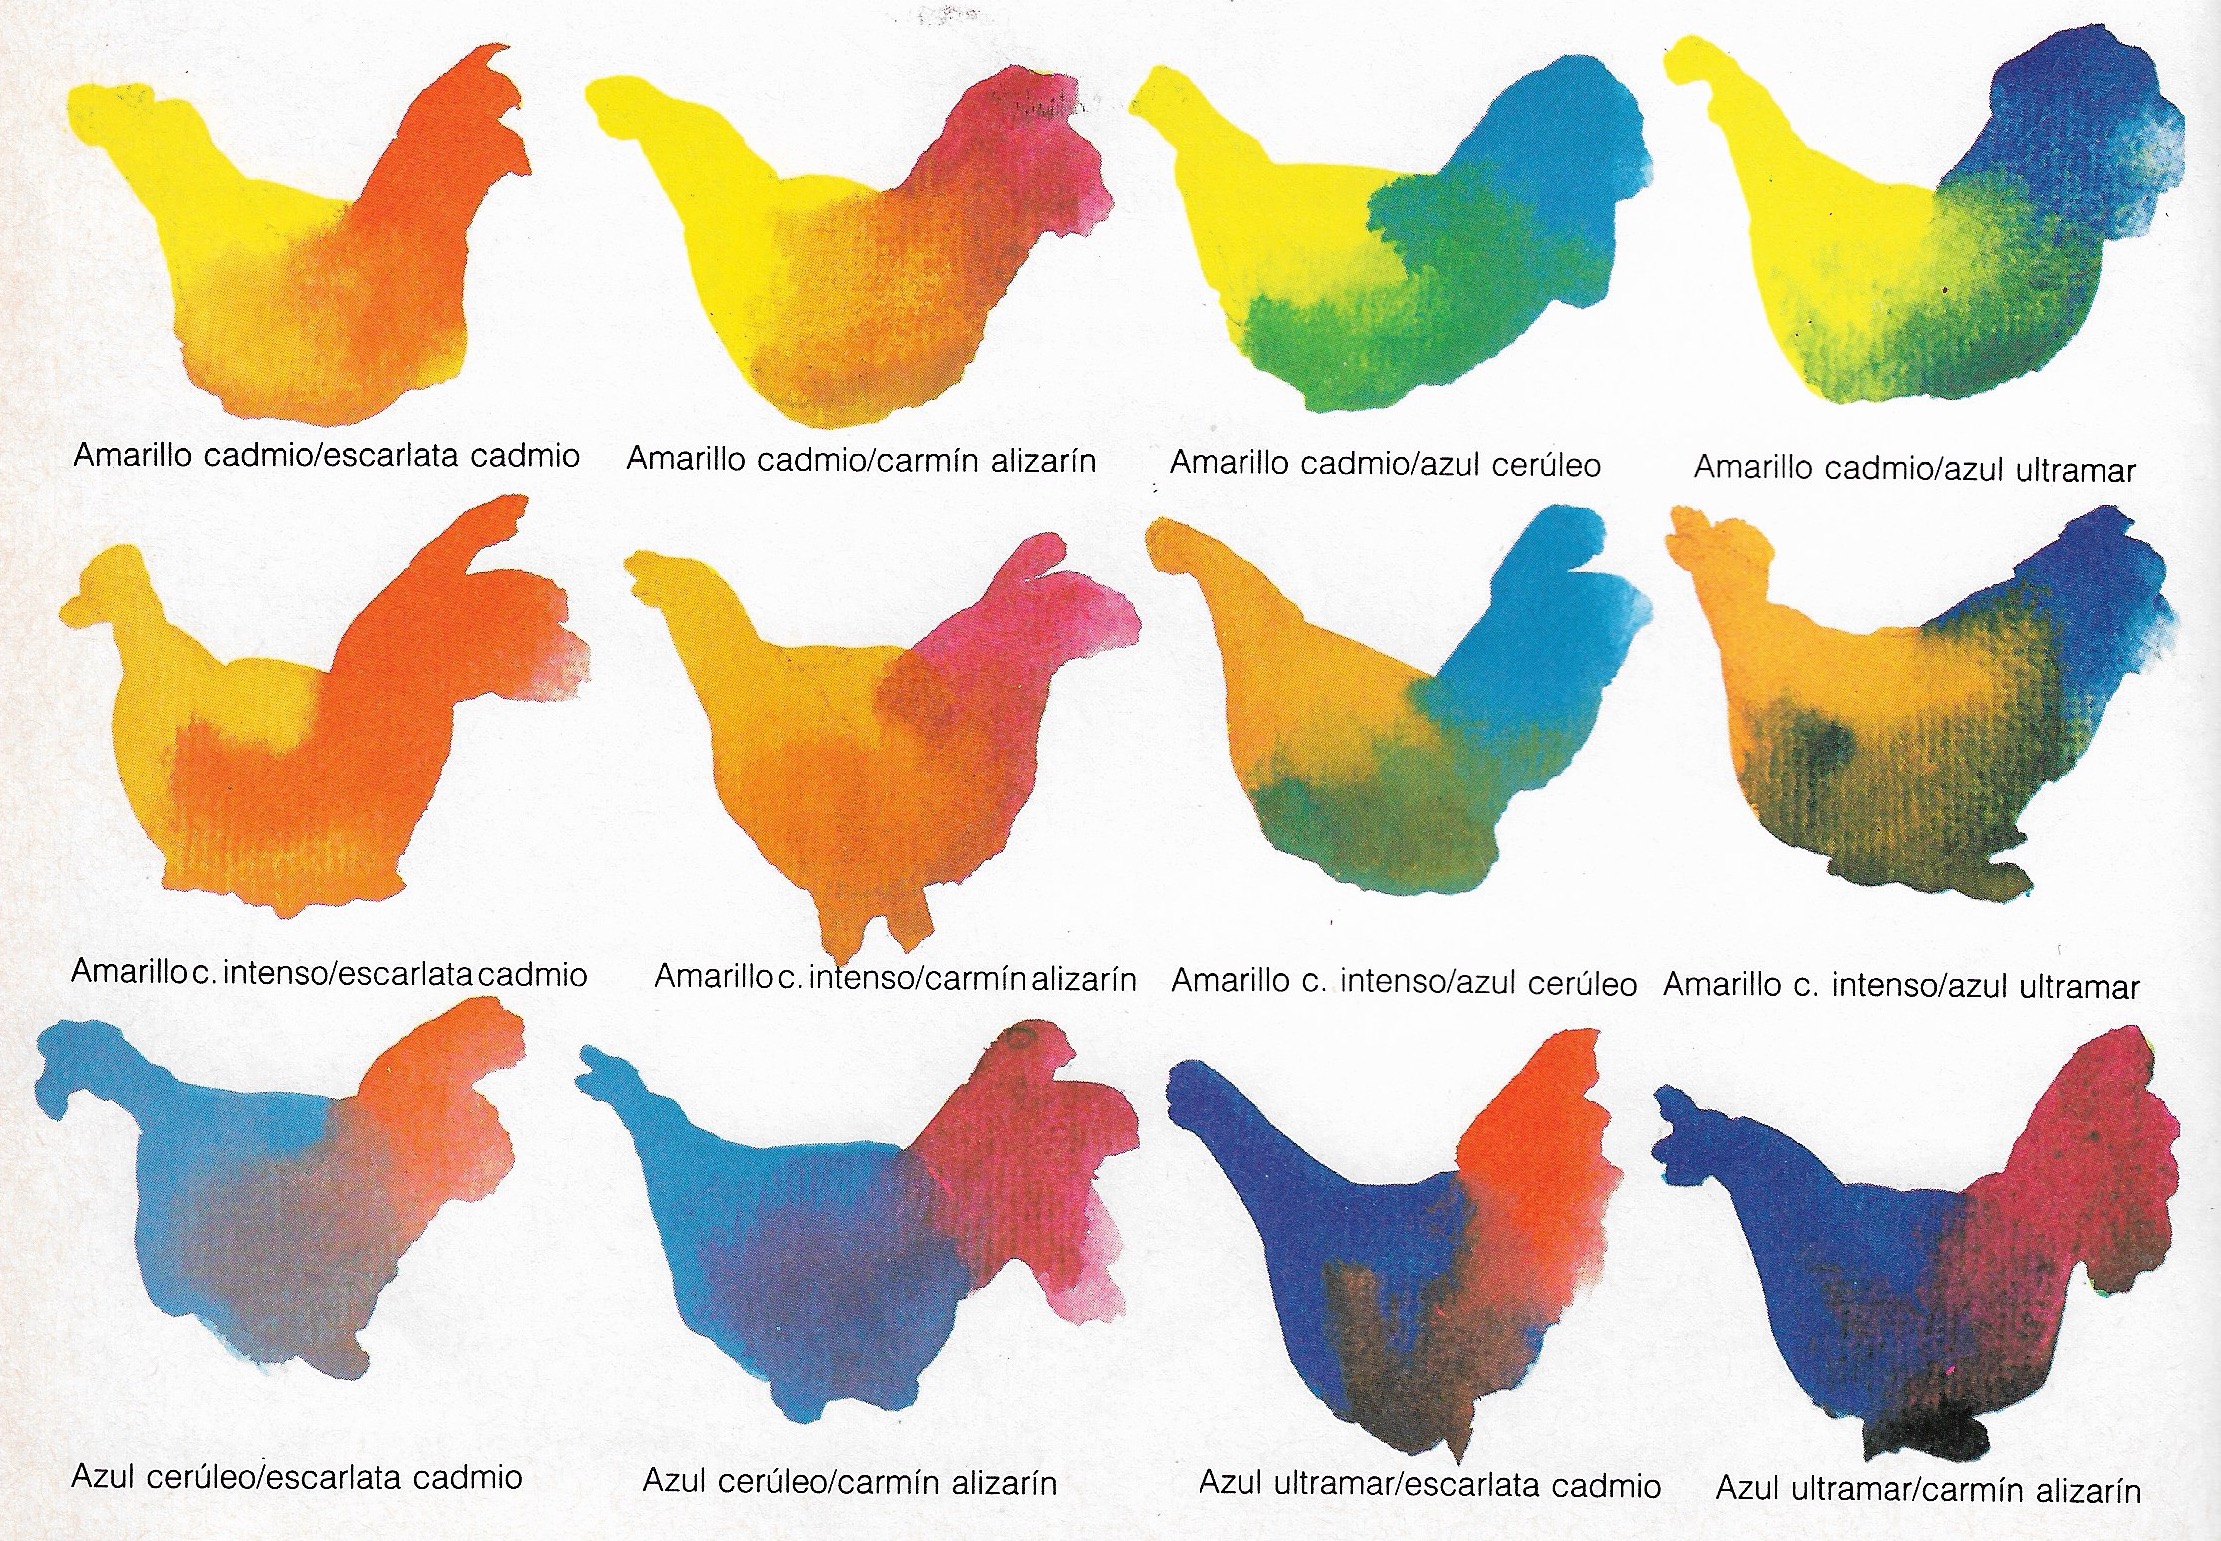 Amarillo cadmio/escarlata cadmio
Amarillo cadmio/carmín alizarín
Amarillo cadmio/azul cerúleo
Amarillo cadmio/azul ultramar
Amarillo c. intenso/escarlata cadmio
Amarillo c. intenso/carmín alizarín
Amarillo c. intenso/azul cerúleo
Amarillo c. intenso/azul ultramar
Azul cerúleo/escarlata cadmio
Azul cerúleo/carmín alizarín
Azul ultramar/escarlata cadmio
Azul ultramar/carmín alizarín